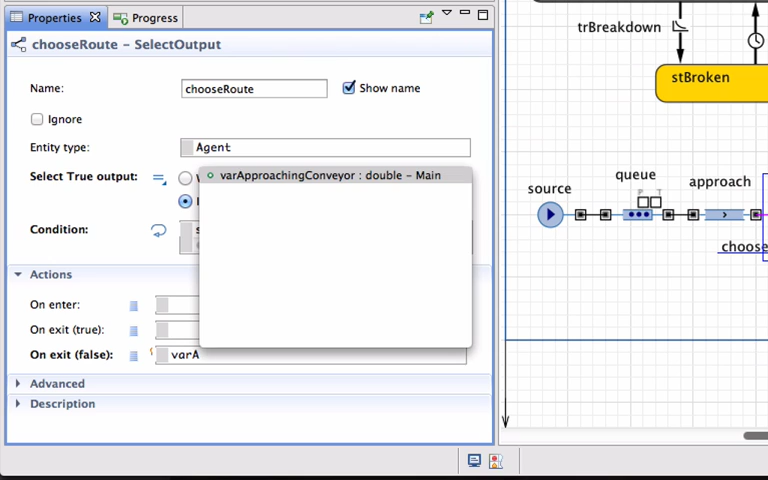 Properties
Progress
chooseRoute – SelectOutput
Name:
chooseRoute
Show name
Ignore
Entity type:
Agent
Select True output:
varApproachingConveyor : double – Main
Condition:
Actions
On enter:
On exit (true):
On exit (false):
varA
Advanced
Description
trBreakdown
stBroken
source
queue
approach
choose